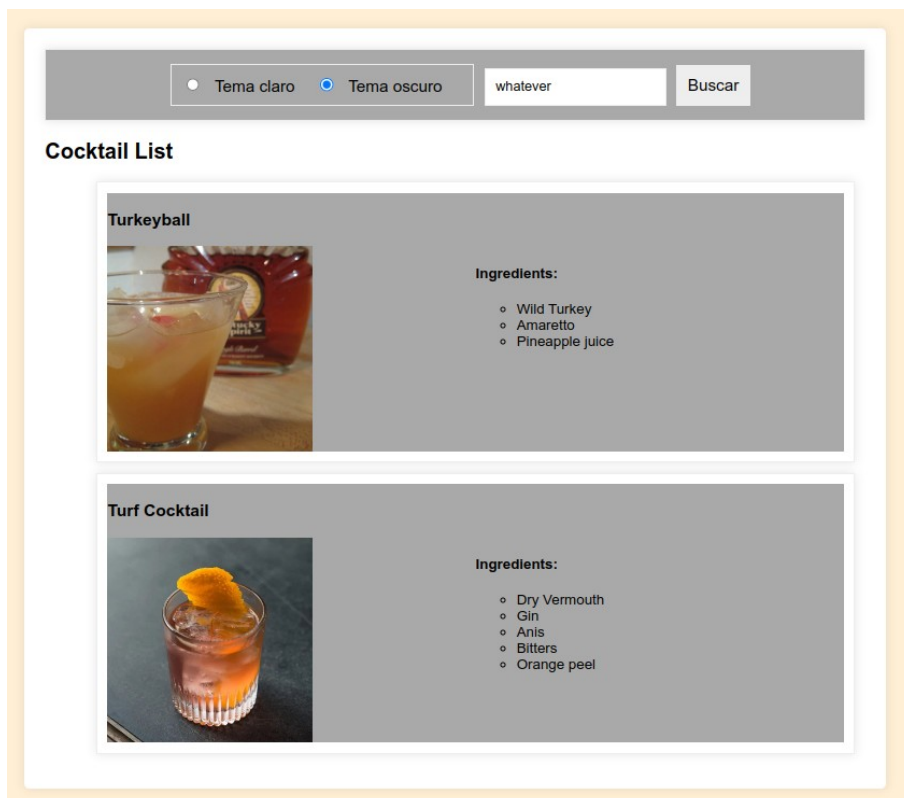 Tema claro Tema oscuro whatever Buscar
Cocktail List
Turkeyball
Ingredients:
Wild Turkey
Amaretto
Pineapple juice
Turf Cocktail
Ingredients:
Dry Vermouth
Gin
Anis
Bitters
Orange peel